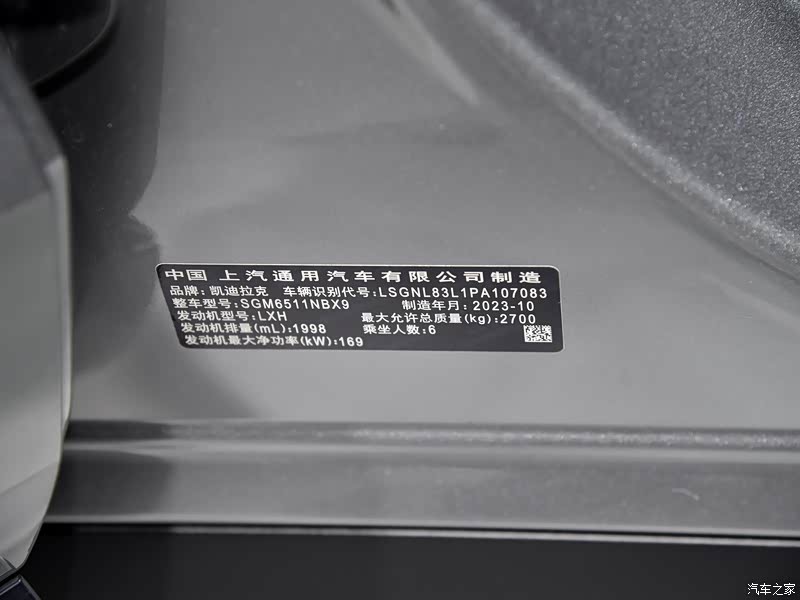 中国 上汽通用汽车有限公司制造
品牌:凯迪拉克 车辆识别代号:LSGNL83L1PA107083
整车型号:SGM6511NBX9 制造年月:2023-10
发动机型号:LXH 最大允许总质量(kg):2700
发动机排量(mL):1998 乘坐人数:6
发动机最大净功率(kW):169
汽车之家